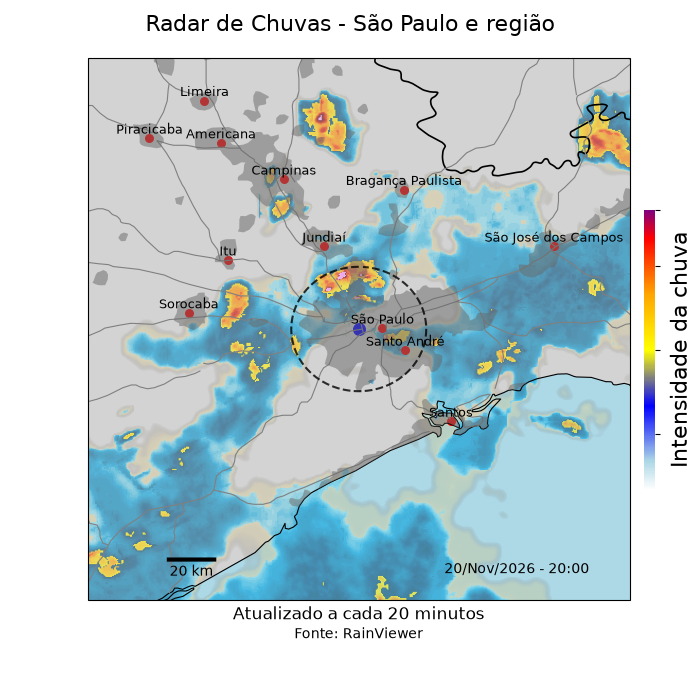 Radar de Chuvas - São Paulo e região
Limeira
Piracicaba
Americana
Campinas
Bragança Paulista
Jundiaí
São José dos Campos
Itu
Sorocaba
São Paulo
Santo André
Santos
Intensidade da chuva
20 km
20/Nov/2026 - 20:00
Atualizado a cada 20 minutos
Fonte: RainViewer